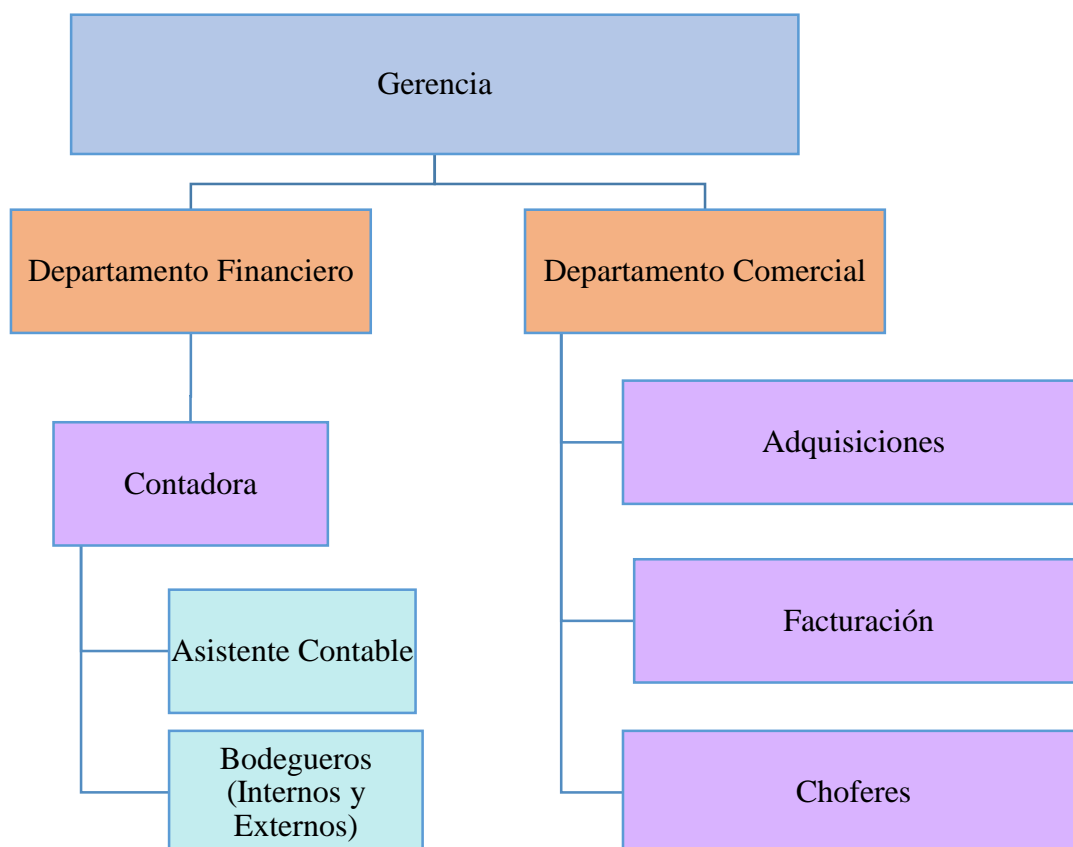 Gerencia
Departamento Financiero
Departamento Comercial
Contadora
Asistente Contable
Bodegueros
(Internos y
Externos)
Adquisiciones
Facturación
Choferes